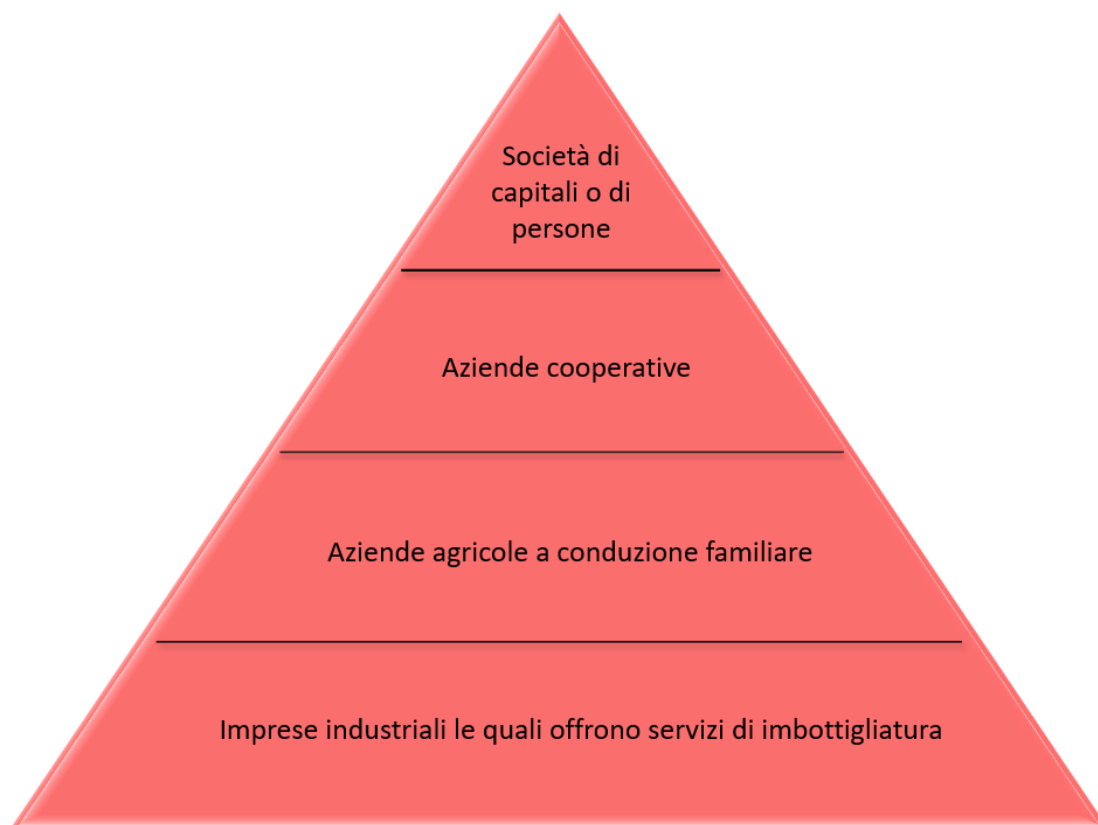 Società di
capitali o di
persone
Aziende cooperative
Aziende agricole a conduzione familiare
Imprese industriali le quali offrono servizi di imbottigliatura